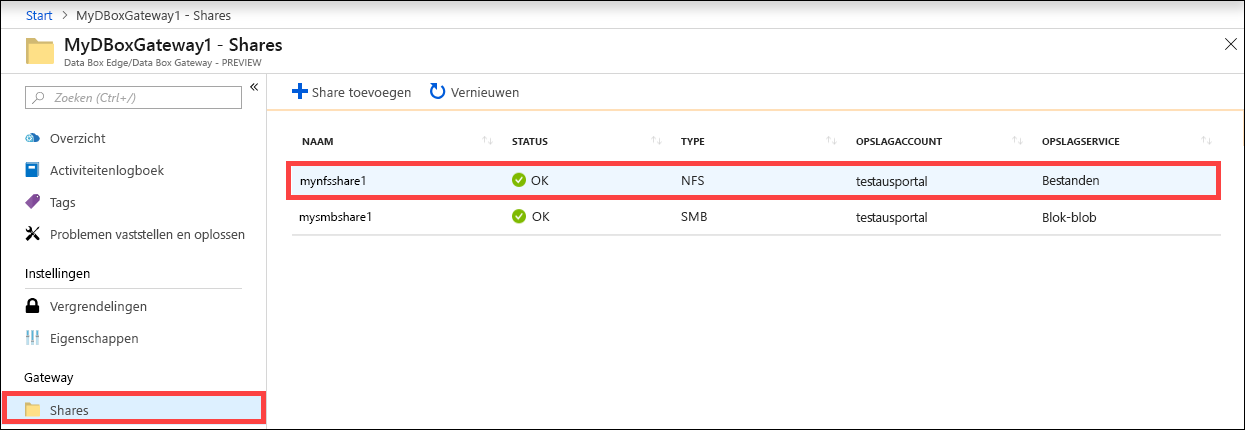 Start > MyDBoxGateway1 - Shares
MyDBoxGateway1 - Shares
Data Box Edge/Data Box Gateway - PREVIEW
Zoeken (Ctrl+/)
Overzicht
Activiteitenlogboek
Tags
Problemen vaststellen en oplossen
Instellingen
Vergrendelingen
Eigenschappen
Gateway
Shares
Share toevoegen Vernieuwen
NAAM STATUS TYPE OPSLAGACCOUNT OPSLAGSERVICE
mynfsshare1 OK NFS testausportal Bestanden
mysmbshare1 OK SMB testausportal Blok-blob